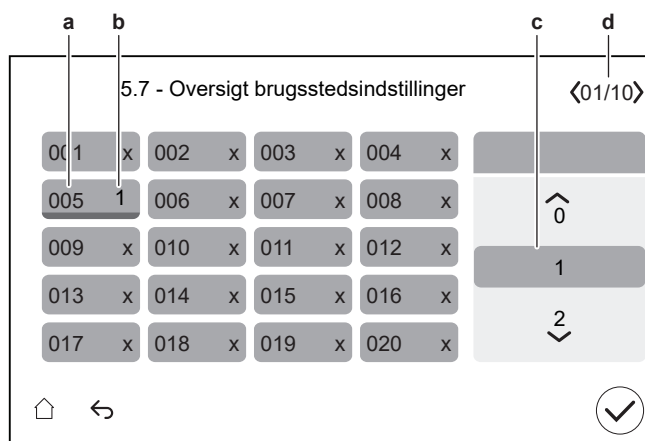 a b c d
5.7 - Oversigt brugsstedsindstillinger 01/10
001 x 002 x 003 x 004 x
005 1 006 x 007 x 008 x 0
009 x 010 x 011 x 012 x 1
013 x 014 x 015 x 016 x 2
017 x 018 x 019 x 020 x